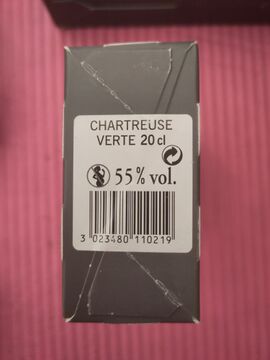 CHARTREUSE
VERTE 20 cl
55% vol.
3 023480 110219